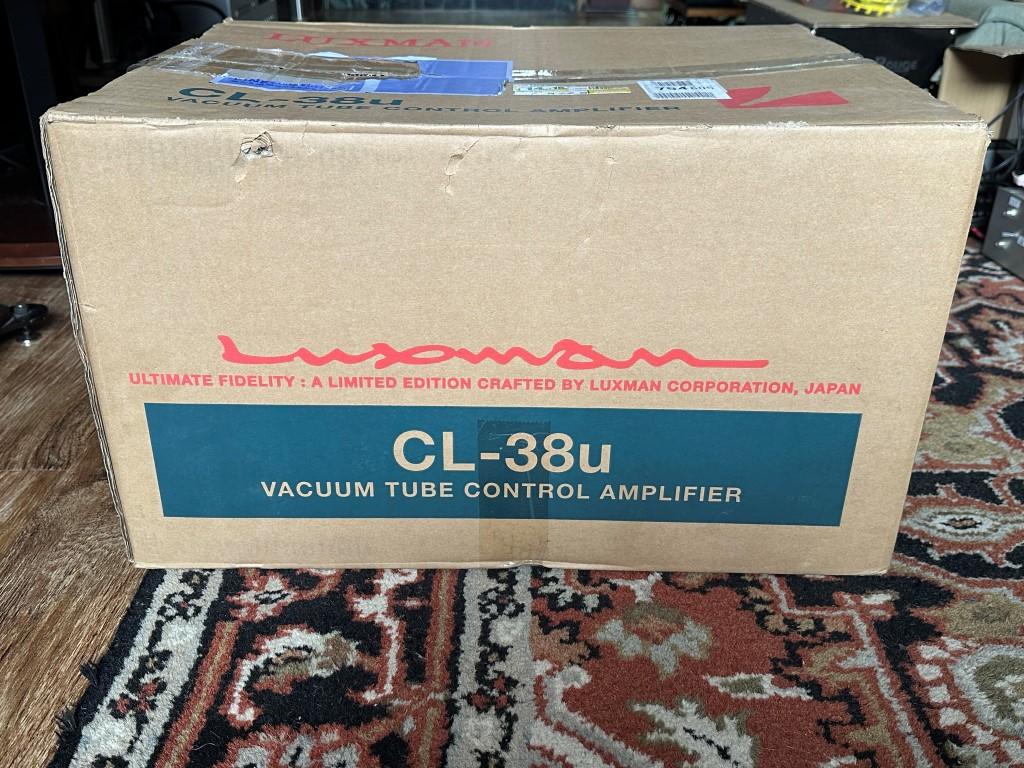 LUXMAN
CL-38u
VACUUM TUBE CONTROL AMPLIFIER
Rouge
Luxman
ULTIMATE FIDELITY : A LIMITED EDITION CRAFTED BY LUXMAN CORPORATION, JAPAN
CL-38u
VACUUM TUBE CONTROL AMPLIFIER